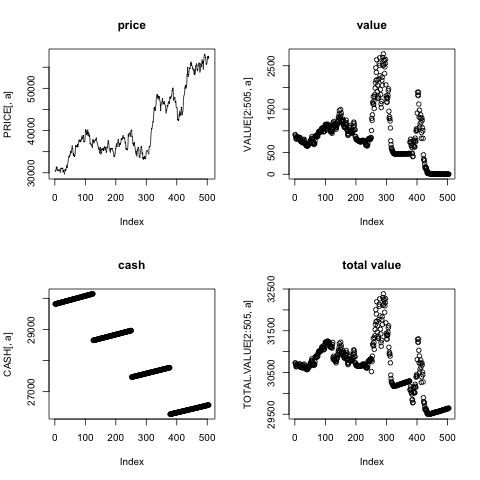 price
PRICE[, a]
30000 40000 50000
0 100 200 300 400 500
Index
value
VALUE[2:505, a]
0 500 1500 2500
0 100 200 300 400 500
Index
cash
CASH[, a]
27000 29000
0 100 200 300 400 500
Index
total value
TOTAL.VALUE[2:505, a]
29500 30500 31500 32500
0 100 200 300 400 500
Index